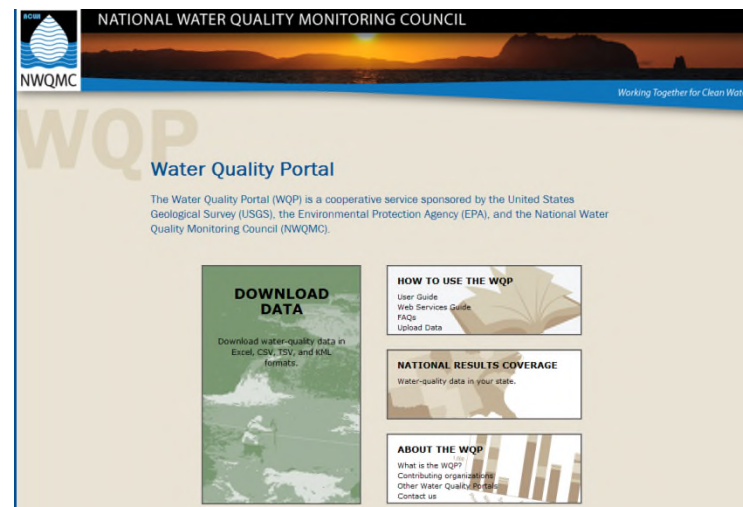 ACWI
NATIONAL WATER QUALITY MONITORING COUNCIL
NWQMC
Working Together for Clean Wat
WQP
Water Quality Portal
The Water Quality Portal (WQP) is a cooperative service sponsored by the United States
Geological Survey (USGS), the Environmental Protection Agency (EPA), and the National Water
Quality Monitoring Council (NWQMC).
DOWNLOAD
DATA
Download water-quality data in
Excel, CSV, TSV, and KML
formats.
HOW TO USE THE WQP
User Guide
Web Services Guide
FAQs
Upload Data
NATIONAL RESULTS COVERAGE
Water-quality data in your state.
ABOUT THE WQP
What is the WQP?
Contributing organizations
Other Water Quality Portals
Contact us